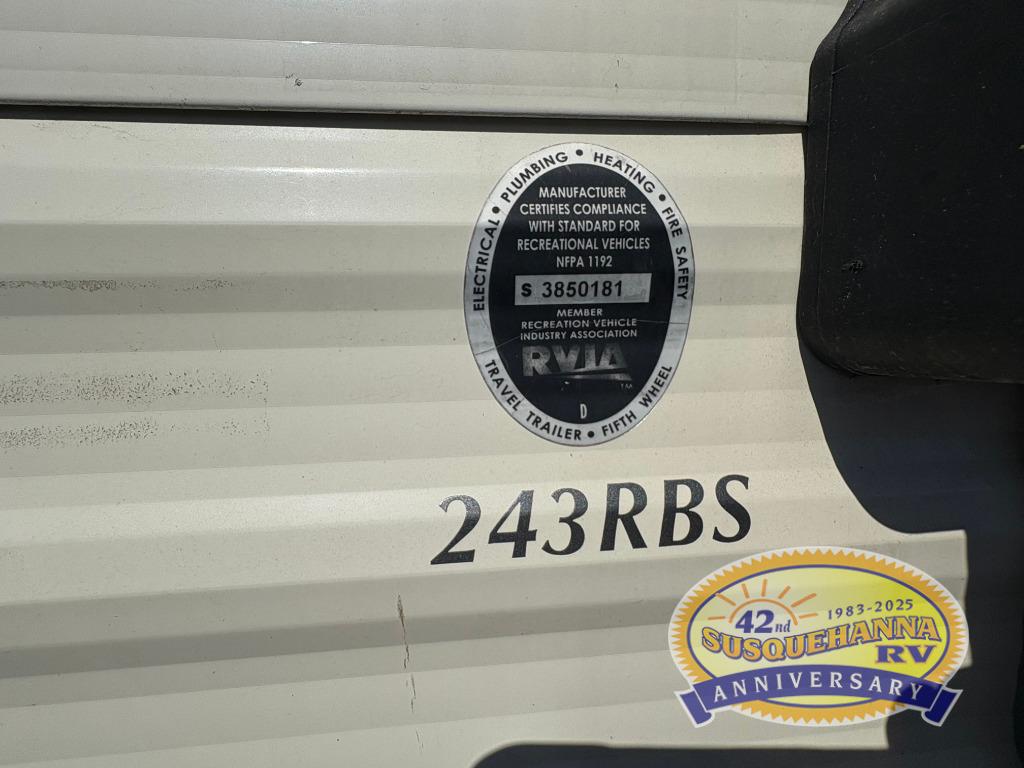 ELECTRICAL • PLUMBING • HEATING • FIRE SAFETY
MANUFACTURER
CERTIFIES COMPLIANCE
WITH STANDARD FOR
RECREATIONAL VEHICLES
NFPA 1192
S 3850181
MEMBER
RECREATION VEHICLE
INDUSTRY ASSOCIATION
RVIA
TM
D
TRAVEL TRAILER • FIFTH WHEEL
243RBS
42nd 1983-2025
SUSQUEHANNA
RV
ANNIVERSARY